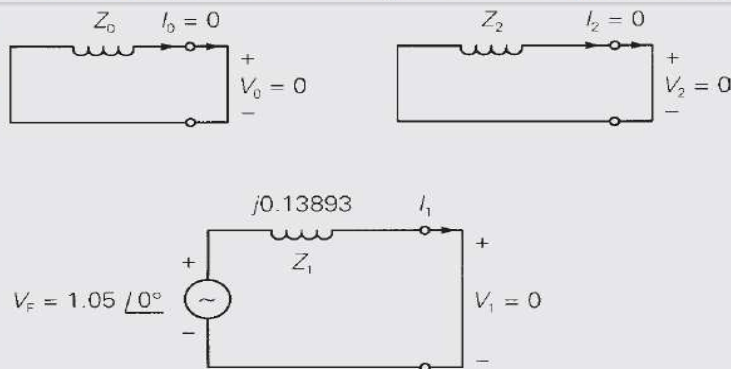 Z₀ I₀ = 0
+
V₀ = 0
−
Z₂ I₂ = 0
+
V₂ = 0
−
j0.13893 I₁
Z₁
+
V_F = 1.05 ∠0°
~
−
+
V₁ = 0
−